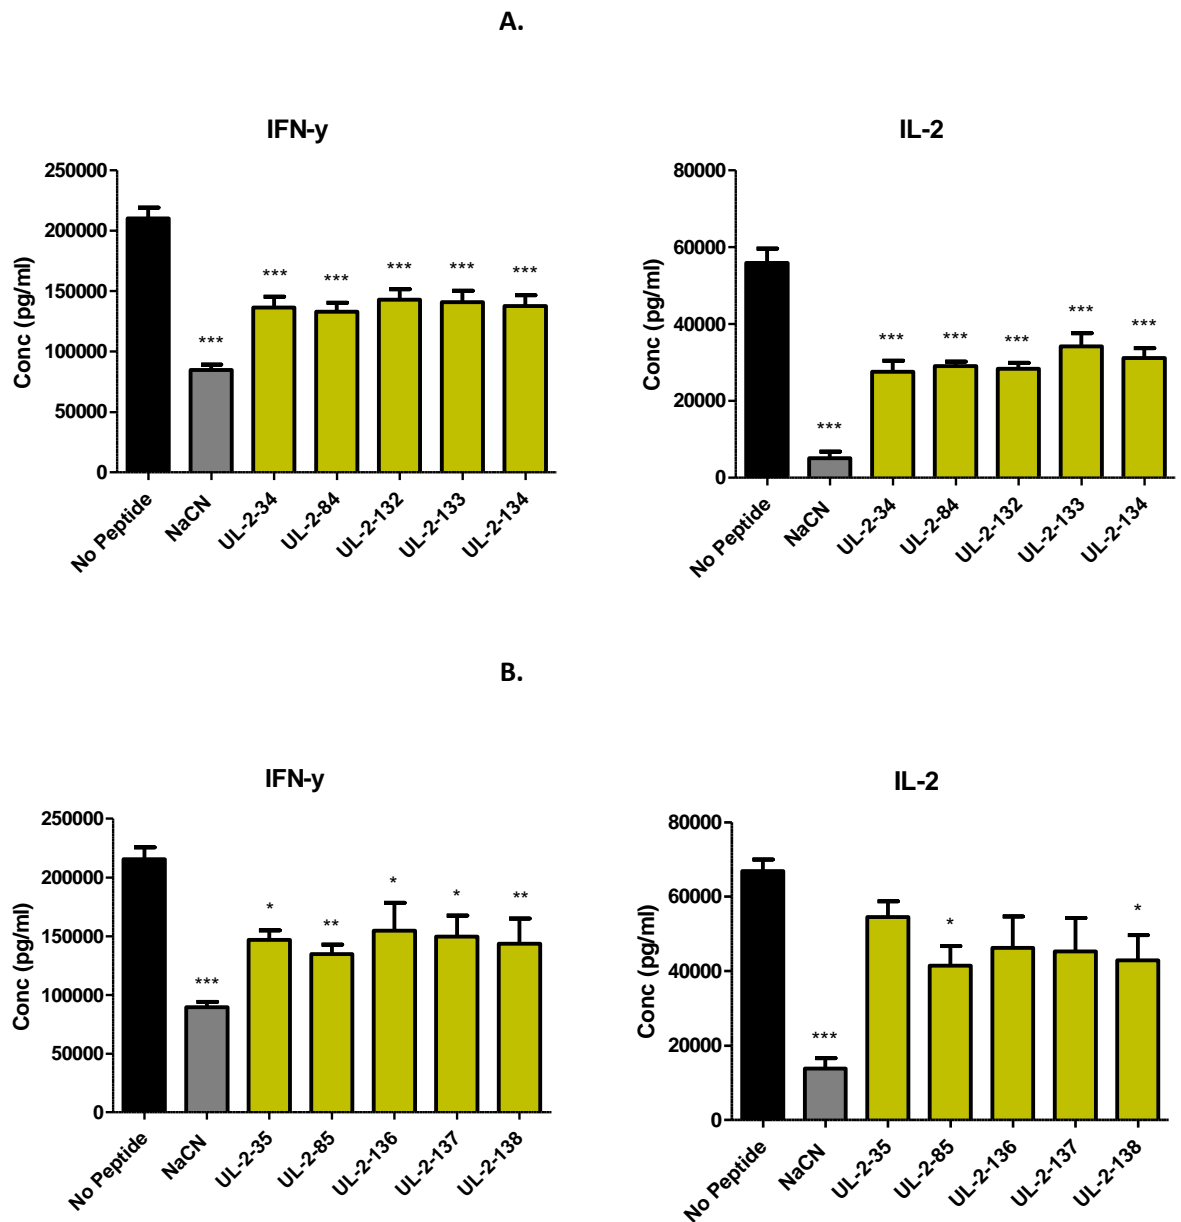 A.
IFN-y
250000
200000
150000
100000
50000
0
Conc (pg/ml)
***
***
***
***
***
***
No Peptide
NaCN
UL-2-34
UL-2-84
UL-2-132
UL-2-133
UL-2-134
IL-2
80000
60000
40000
20000
0
Conc (pg/ml)
***
***
***
***
***
***
No Peptide
NaCN
UL-2-34
UL-2-84
UL-2-132
UL-2-133
UL-2-134
B.
IFN-y
250000
200000
150000
100000
50000
0
Conc (pg/ml)
***
*
**
*
*
**
No Peptide
NaCN
UL-2-35
UL-2-85
UL-2-136
UL-2-137
UL-2-138
IL-2
80000
60000
40000
20000
0
Conc (pg/ml)
***
*
*
No Peptide
NaCN
UL-2-35
UL-2-85
UL-2-136
UL-2-137
UL-2-138